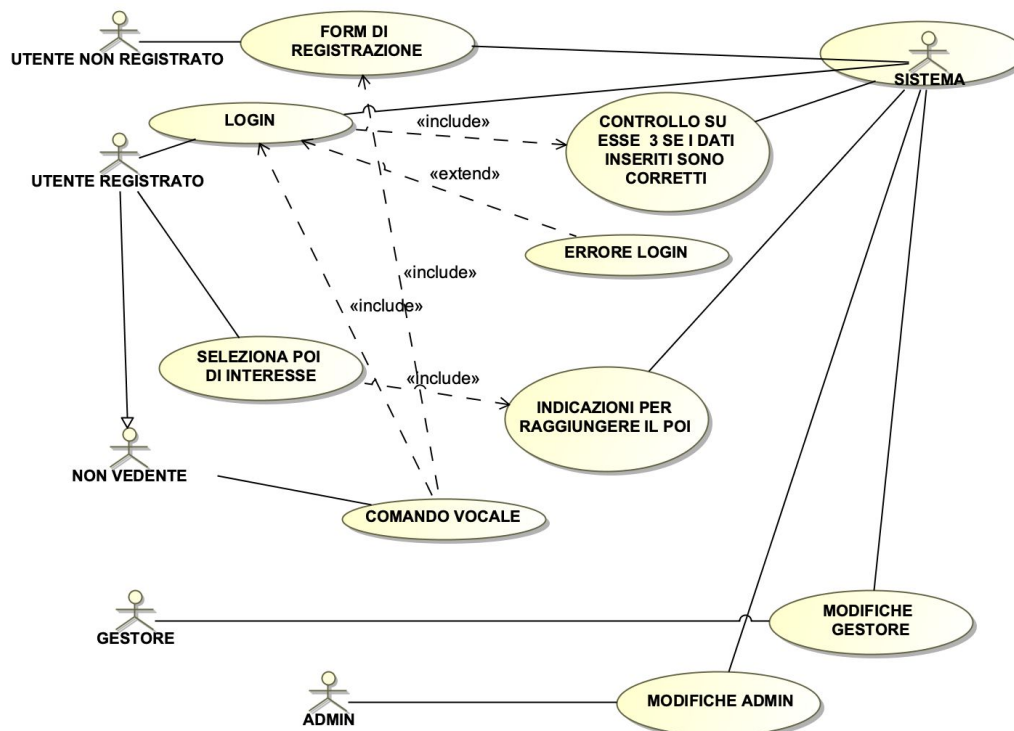 FORM DI
REGISTRAZIONE
UTENTE NON REGISTRATO
SISTEMA
LOGIN
«include»
CONTROLLO SU
ESSE 3 SE I DATI
INSERITI SONO
CORRETTI
UTENTE REGISTRATO
«extend»
ERRORE LOGIN
«include»
«include»
SELEZIONA POI
DI INTERESSE
«include»
INDICAZIONI PER
RAGGIUNGERE IL POI
NON VEDENTE
COMANDO VOCALE
GESTORE
MODIFICHE
GESTORE
ADMIN
MODIFICHE ADMIN